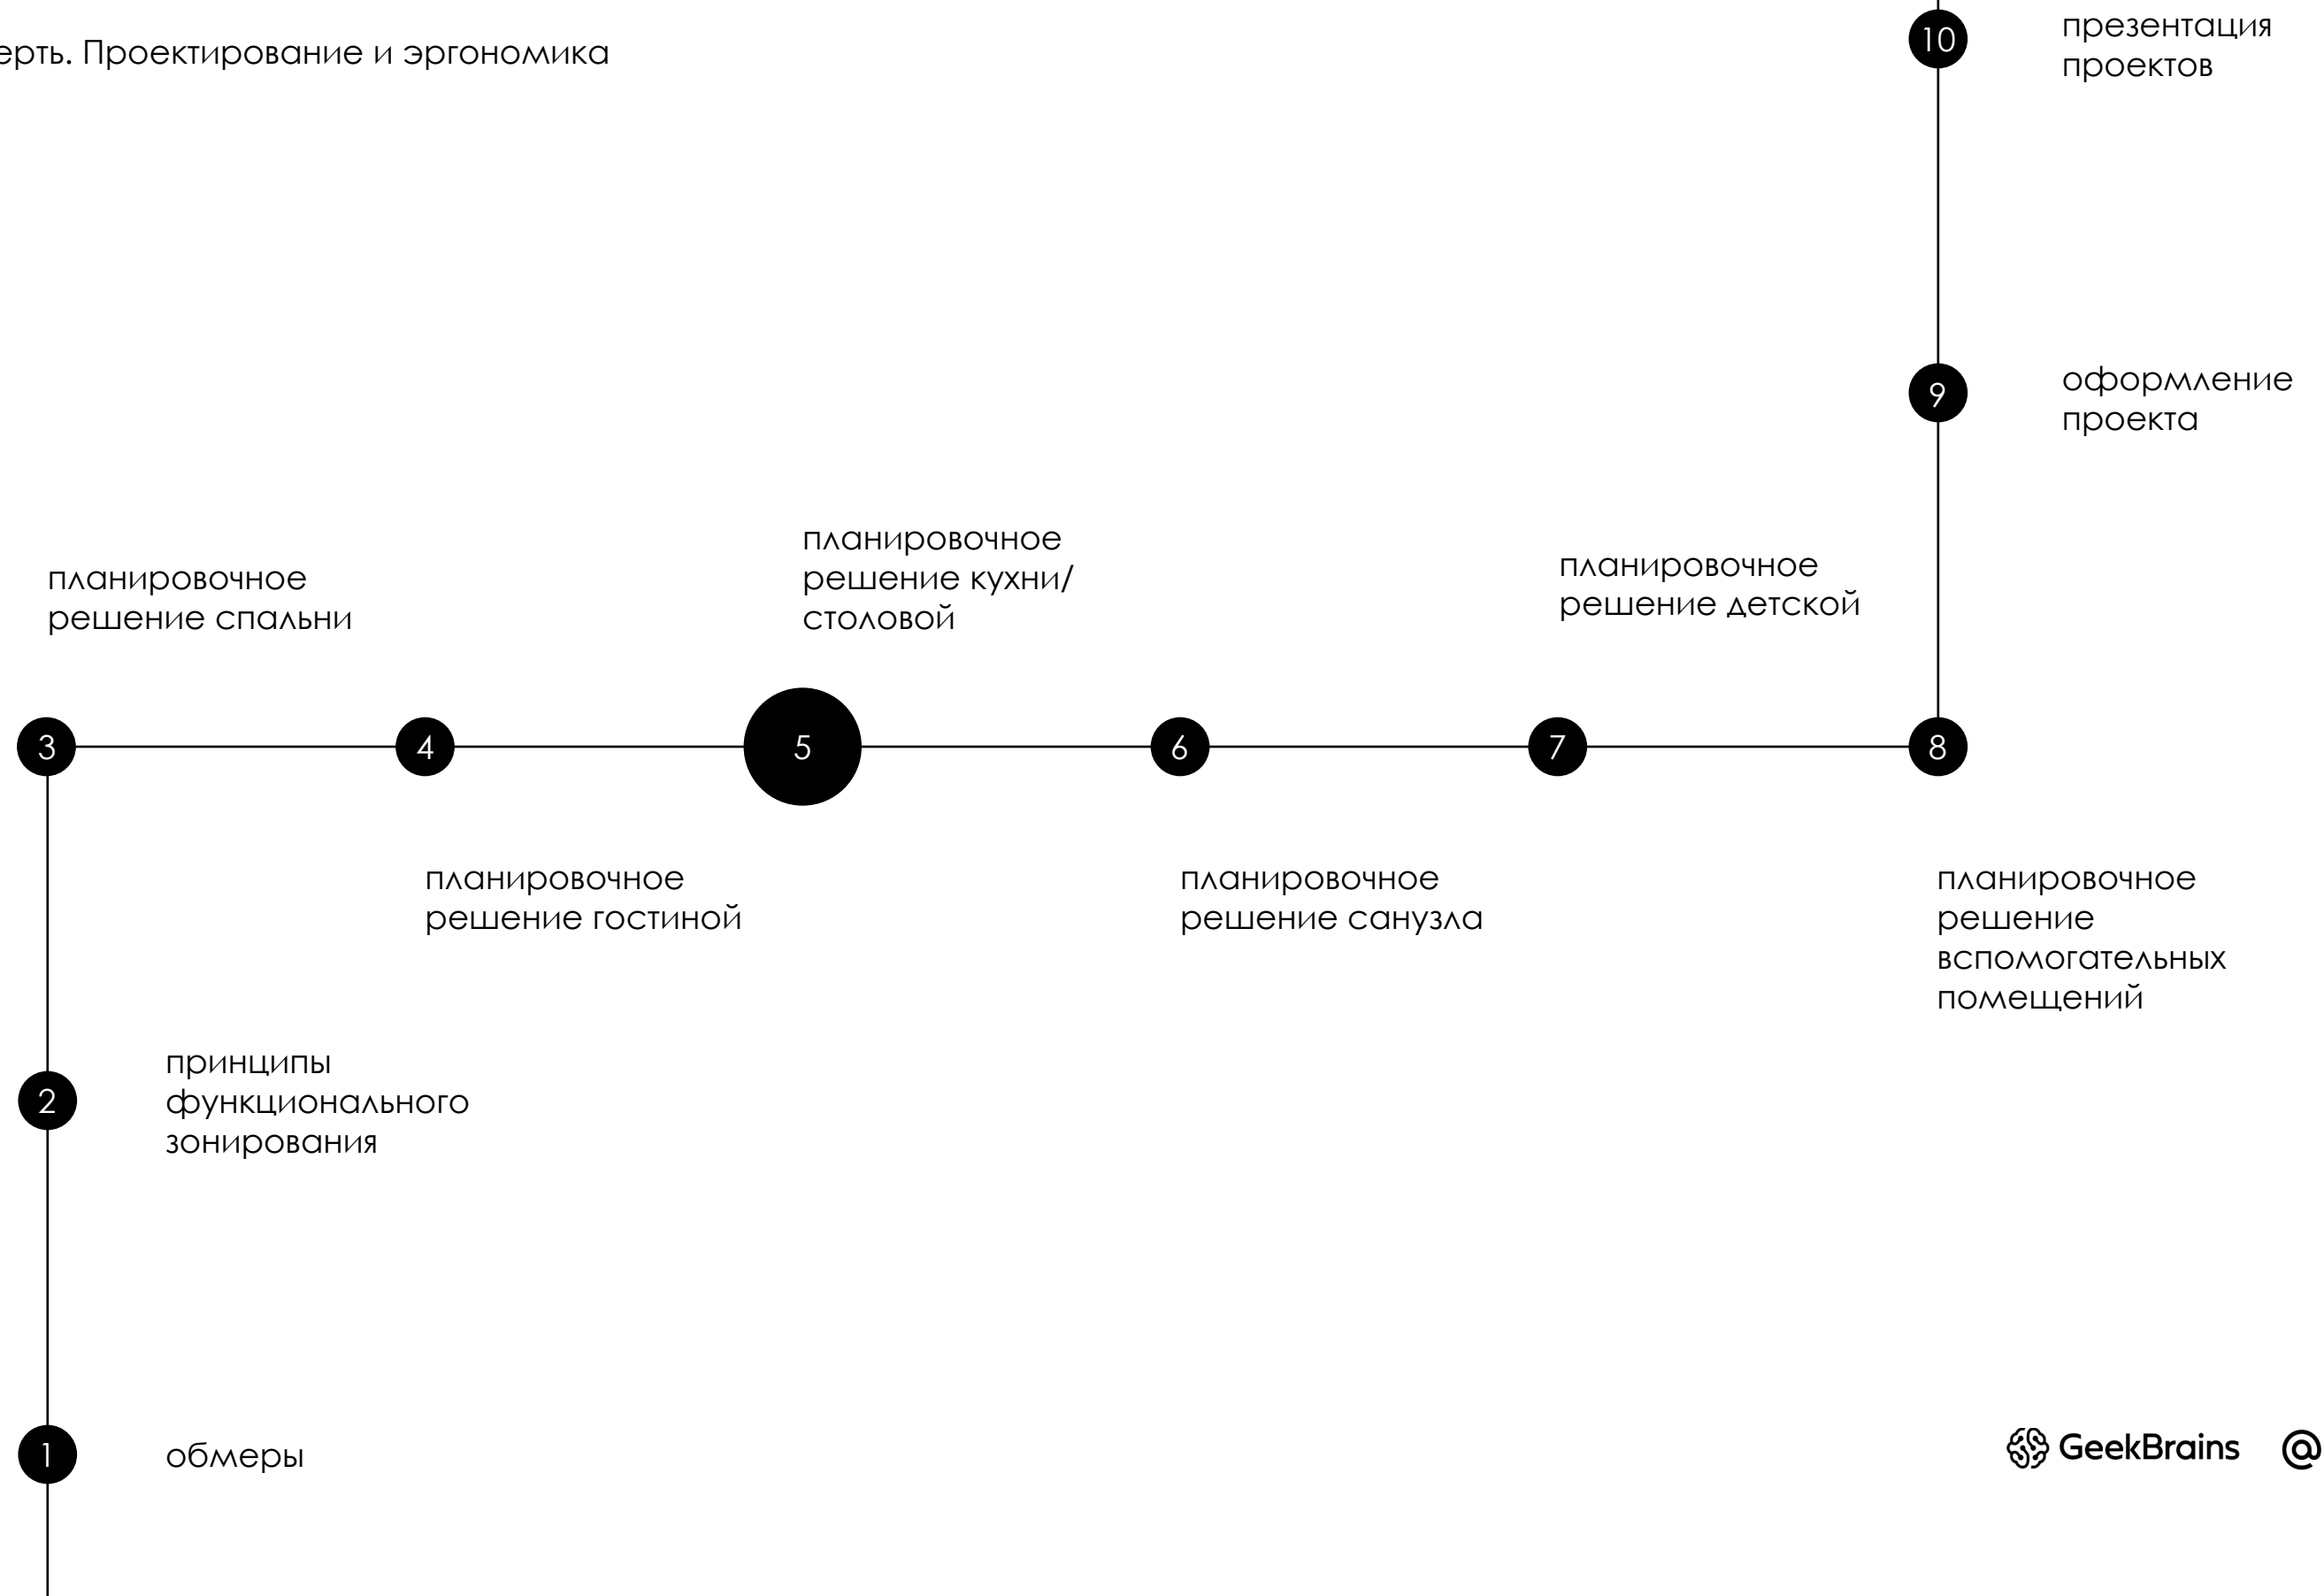 ерть. Проектирование и эргономика
10
презентация
проектов
9
оформление
проекта
планировочное
решение спальни
планировочное
решение кухни/
столовой
планировочное
решение детской
3
4
5
6
7
8
планировочное
решение гостиной
планировочное
решение санузла
планировочное
решение
вспомогательных
помещений
2
принципы
функционального
зонирования
1
обмеры
GeekBrains @